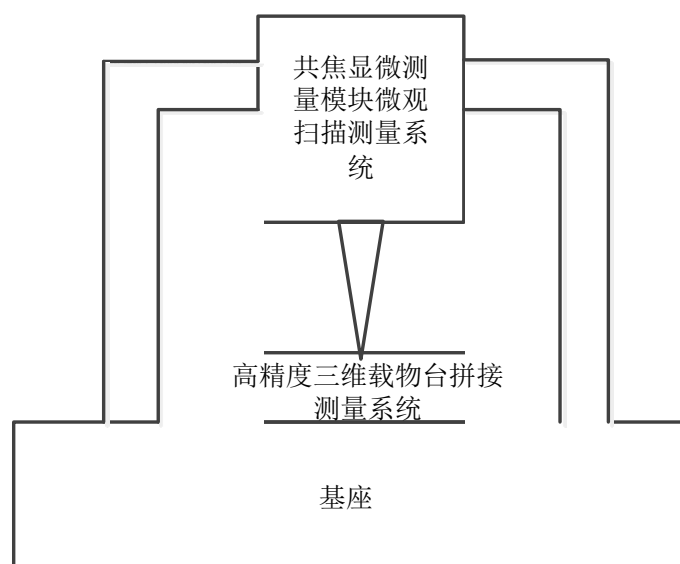 共焦显微测
量模块微观
扫描测量系
统
高精度三维载物台拼接
测量系统
基座